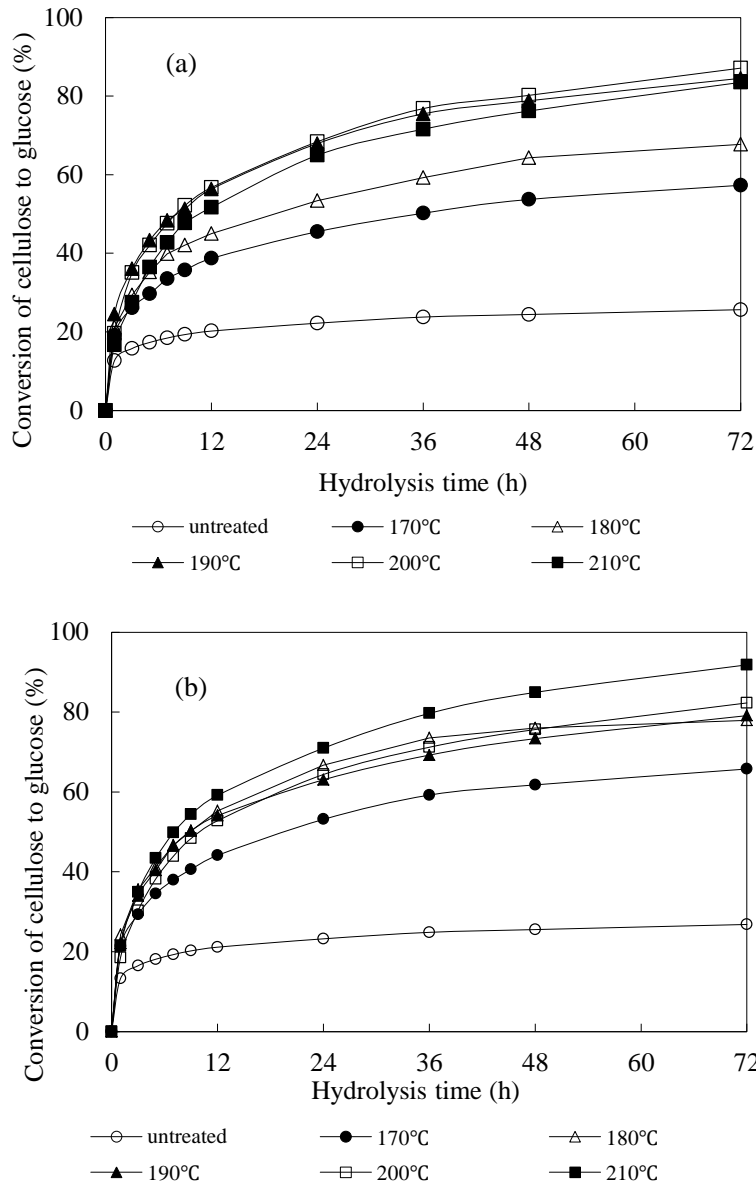 100
(a)
80
60
40
20
0
0 12 24 36 48 60 72
Conversion of cellulose to glucose (%)
Hydrolysis time (h)
untreated 170℃ 180℃
190℃ 200℃ 210℃
100
(b)
80
60
40
20
0
0 12 24 36 48 60 72
Conversion of cellulose to glucose (%)
Hydrolysis time (h)
untreated 170℃ 180℃
190℃ 200℃ 210℃